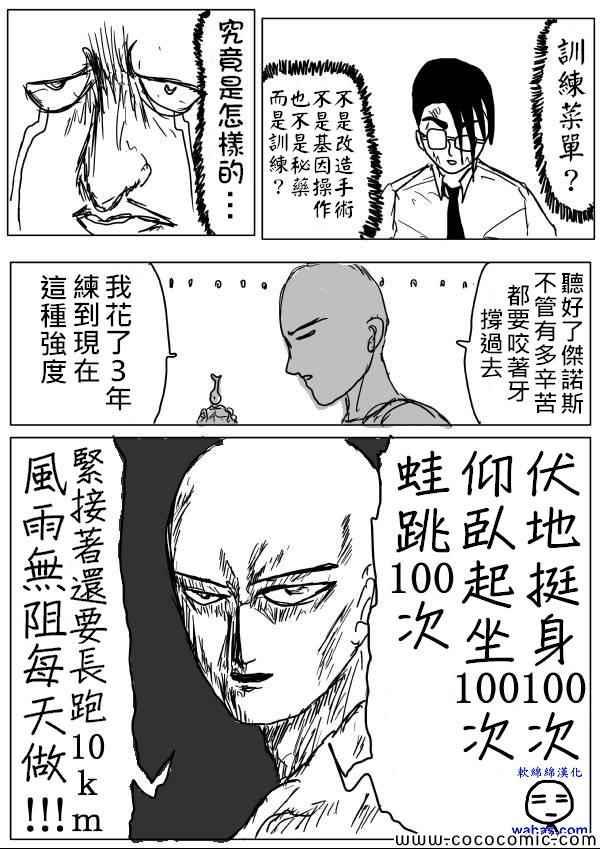 訓練菜單？
不是改造手術
不是基因操作
也不是秘藥
而是訓練？
究竟是怎樣的…
聽好了傑諾斯
不管有多辛苦
都要咬著牙
撐過去
我花了3年
練到現在
這種強度
伏地挺身100次
仰臥起坐100次
蛙跳100次
緊接著還要長跑10km
風雨無阻每天做!!!
軟綿綿漢化
wahas.com
www.cococomic.com